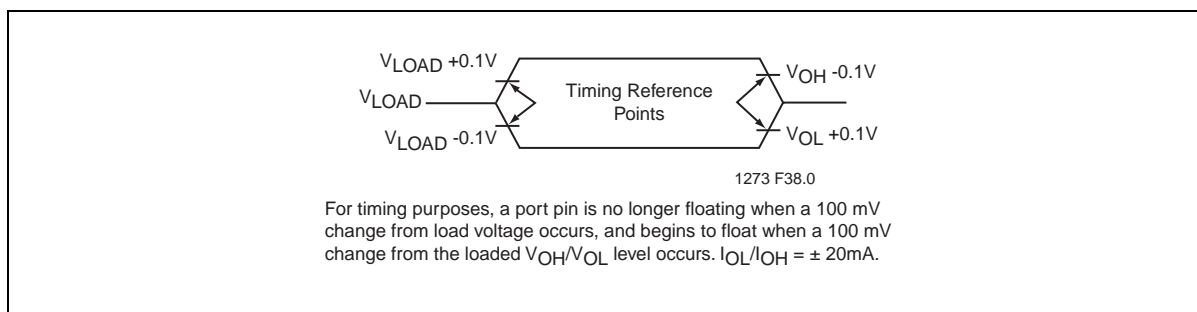 VLOAD +0.1V
VLOAD
VLOAD -0.1V
Timing Reference
Points
VOH -0.1V
VOL +0.1V
1273 F38.0
For timing purposes, a port pin is no longer floating when a 100 mV
change from load voltage occurs, and begins to float when a 100 mV
change from the loaded VOH/VOL level occurs. IOL/IOH = ± 20mA.